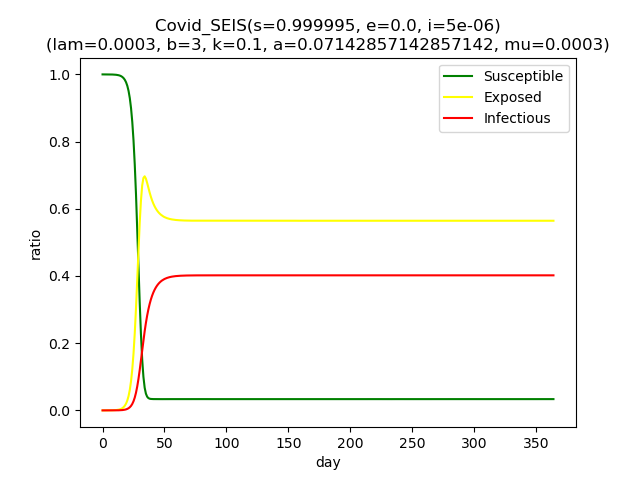 Covid_SEIS(s=0.999995, e=0.0, i=5e-06)
(lam=0.0003, b=3, k=0.1, a=0.07142857142857142, mu=0.0003)
Susceptible
Exposed
Infectious
1.0
0.8
0.6
0.4
0.2
0.0
ratio
0 50 100 150 200 250 300 350
day